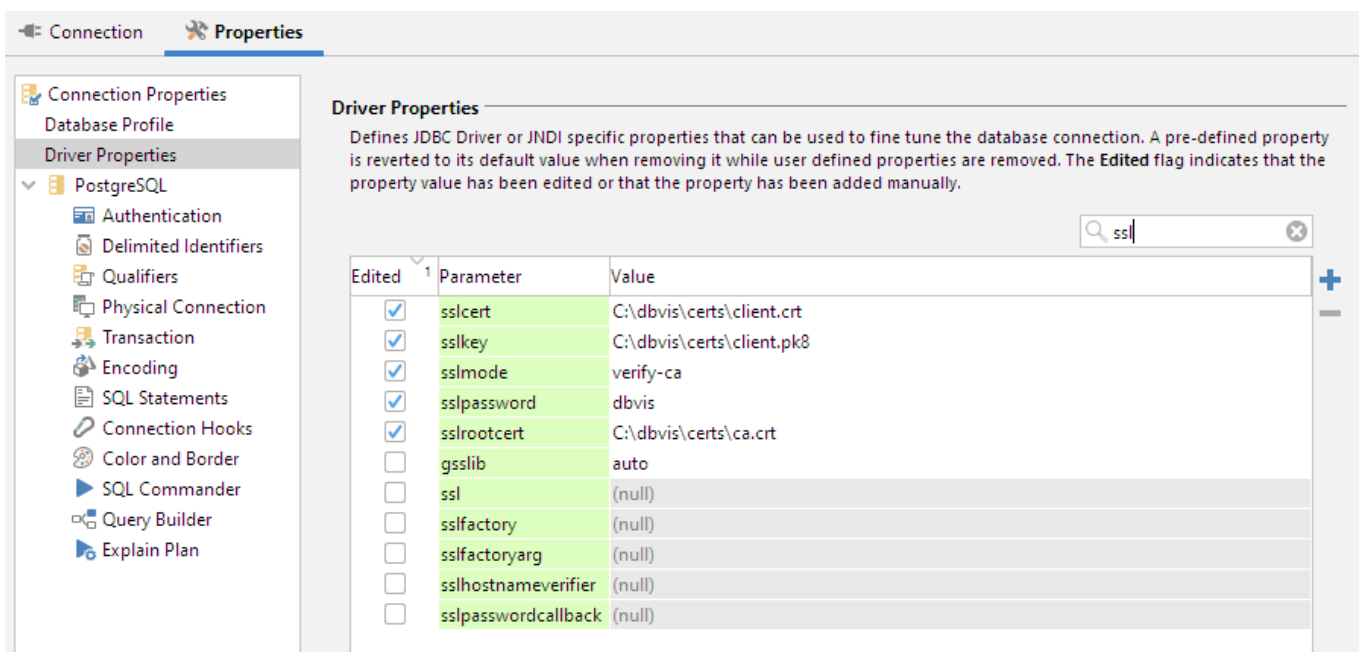 Connection Properties
Connection Properties
Database Profile
Driver Properties
PostgreSQL
Authentication
Delimited Identifiers
Qualifiers
Physical Connection
Transaction
Encoding
SQL Statements
Connection Hooks
Color and Border
SQL Commander
Query Builder
Explain Plan
Driver Properties
Defines JDBC Driver or JNDI specific properties that can be used to fine tune the database connection. A pre-defined property
is reverted to its default value when removing it while user defined properties are removed. The Edited flag indicates that the
property value has been edited or that the property has been added manually.
ssl
Edited 1 Parameter Value
sslcert C:\dbvis\certs\client.crt
sslkey C:\dbvis\certs\client.pk8
sslmode verify-ca
sslpassword dbvis
sslrootcert C:\dbvis\certs\ca.crt
gsslib auto
ssl (null)
sslfactory (null)
sslfactoryarg (null)
sslhostnameverifier (null)
sslpasswordcallback (null)